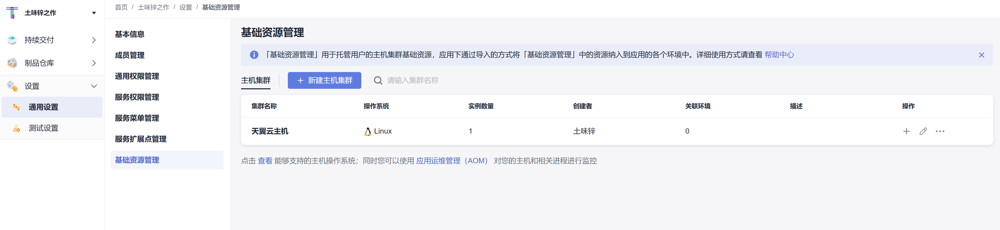 土味锌之作
持续交付
制品仓库
设置
通用设置
测试设置
首页 / 土味锌之作 / 设置 / 基础资源管理
基本信息
成员管理
通用权限管理
服务权限管理
服务菜单管理
服务扩展点管理
基础资源管理
基础资源管理
「基础资源管理」用于托管用户的主机集群基础资源，应用下通过导入的方式将「基础资源管理」中的资源纳入到应用的各个环境中。详细使用方式请查看 帮助中心
主机集群 新建主机集群 请输入集群名称
集群名称 操作系统 实例数量 创建者 关联环境 描述 操作
天翼云主机 Linux 1 土味锌 0
点击 查看 能够支持的主机操作系统；同时您可以使用 应用运维管理（AOM） 对您的主机和相关进程进行监控